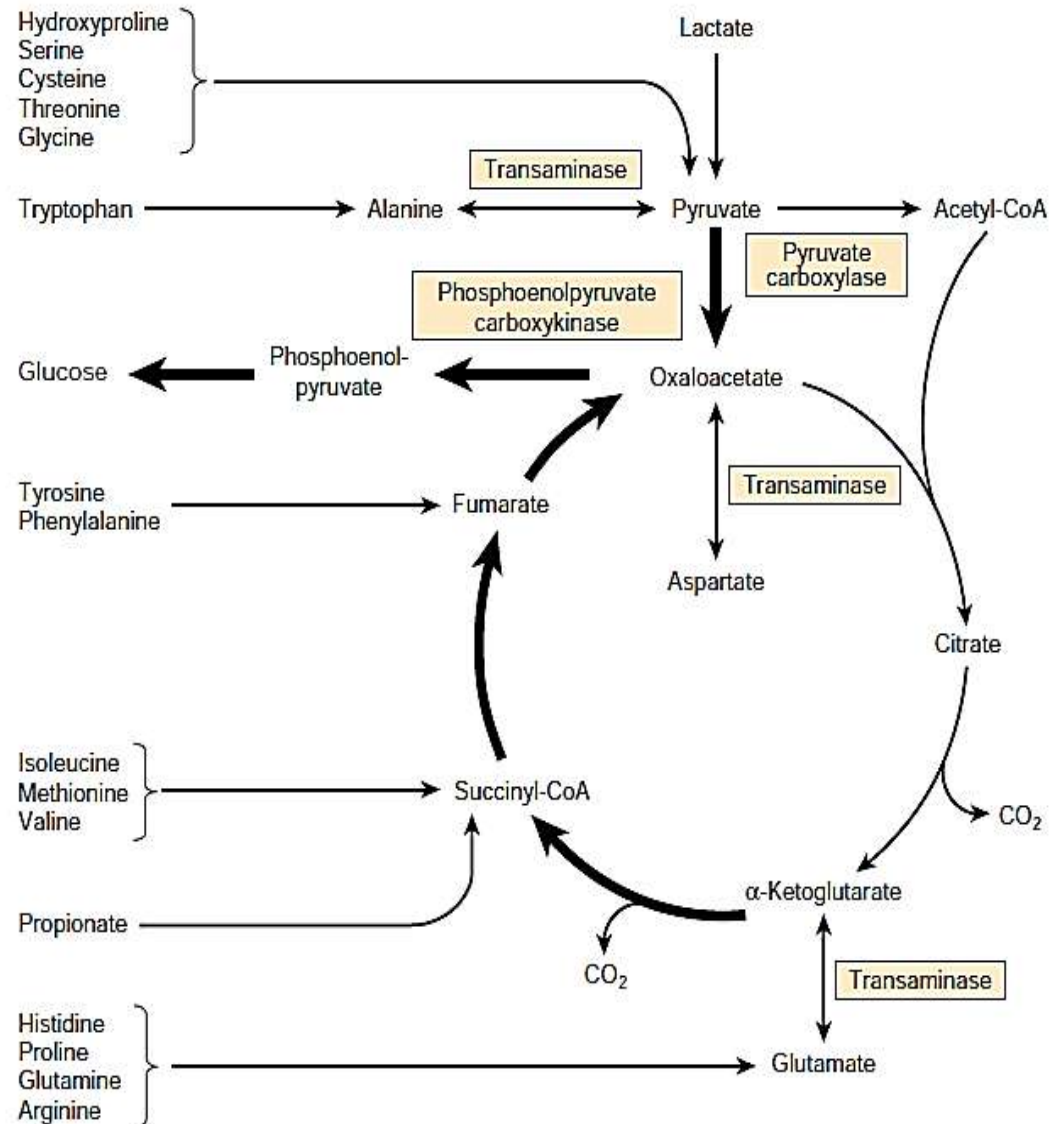 Hydroxyproline
Serine
Cysteine
Threonine
Glycine
Lactate
Transaminase
Tryptophan
Alanine
Pyruvate
Acetyl-CoA
Pyruvate
carboxylase
Phosphoenolpyruvate
carboxykinase
Glucose
Phosphoenol-
pyruvate
Oxaloacetate
Tyrosine
Phenylalanine
Fumarate
Transaminase
Aspartate
Citrate
Isoleucine
Methionine
Valine
Succinyl-CoA
CO₂
α-Ketoglutarate
Propionate
CO₂
Transaminase
Histidine
Proline
Glutamine
Arginine
Glutamate